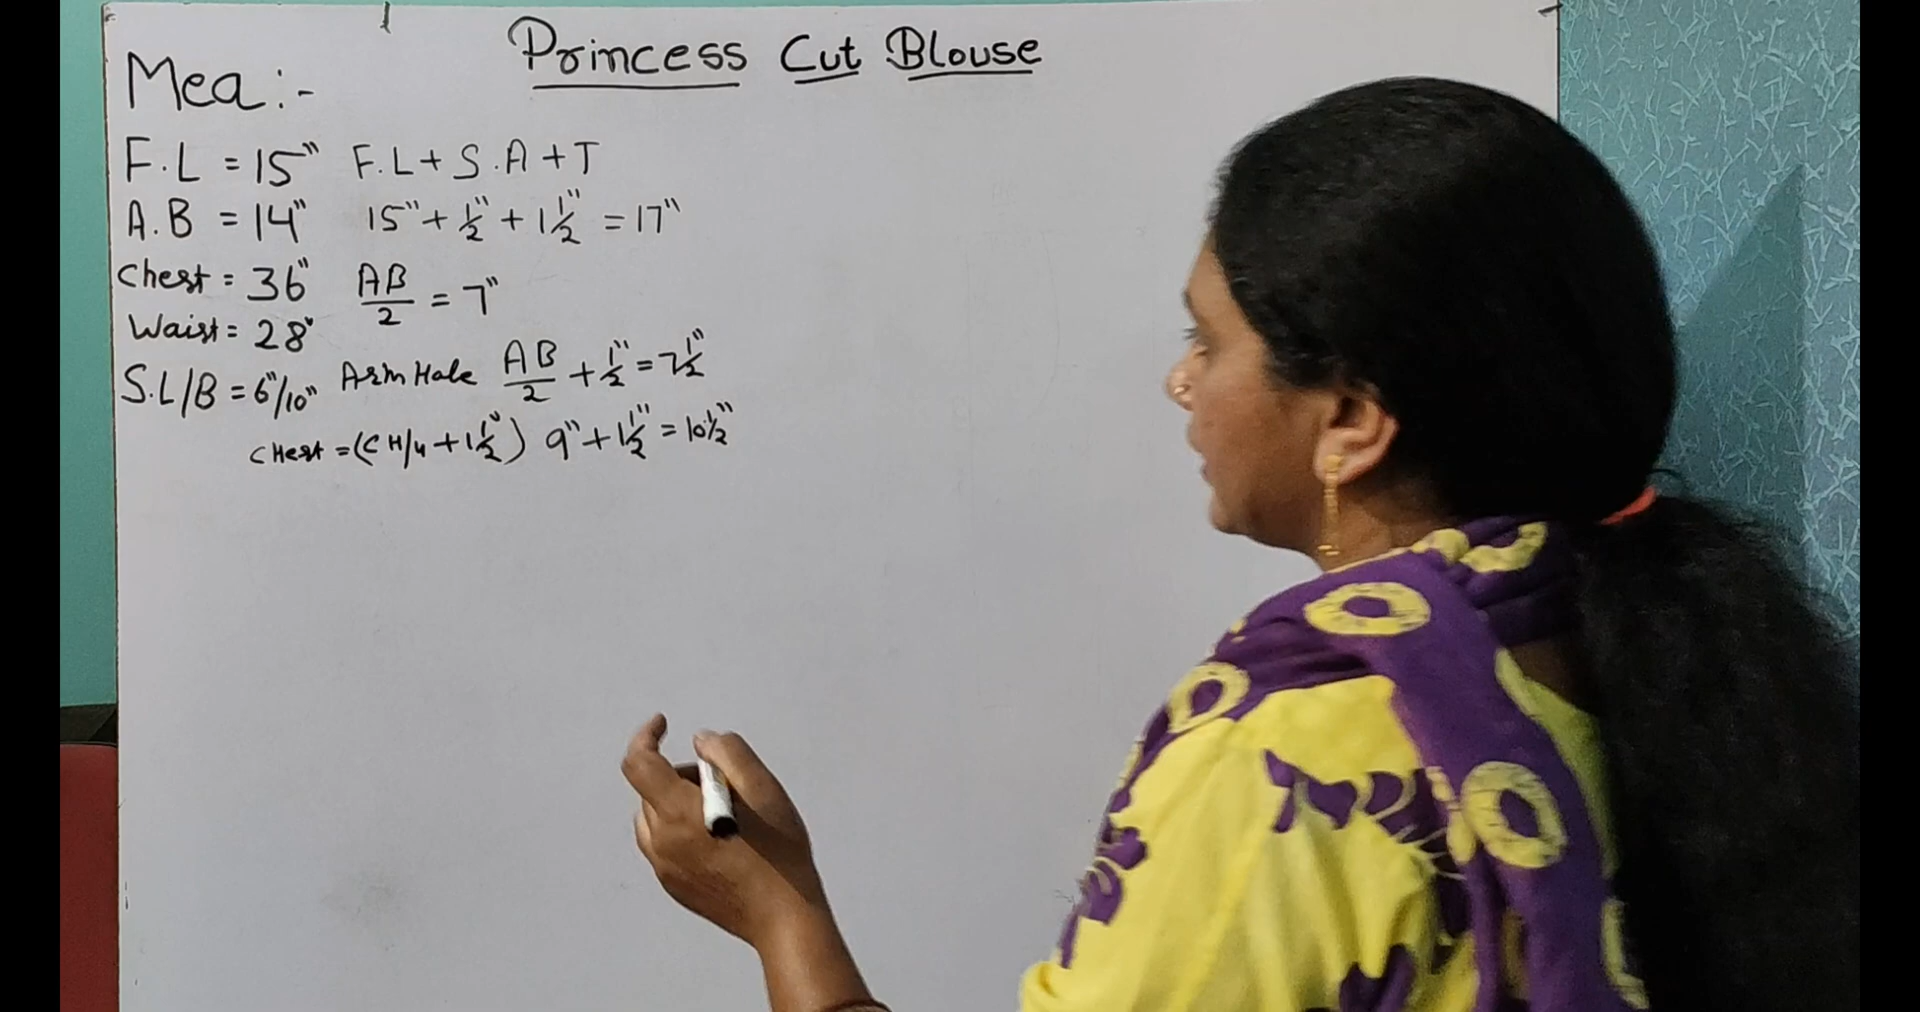 Princess Cut Blouse
Mea:-
F.L = 15" F.L + S.A + T
A.B = 14" 15" + 1/2" + 1 1/2" = 17"
Chest = 36" AB/2 = 7"
Waist = 28"
S.L/B = 6"/10" Arm Hole AB/2 + 1/2" = 7 1/2"
CHest = (CH/4 + 1 1/2") 9" + 1 1/2" = 10 1/2"